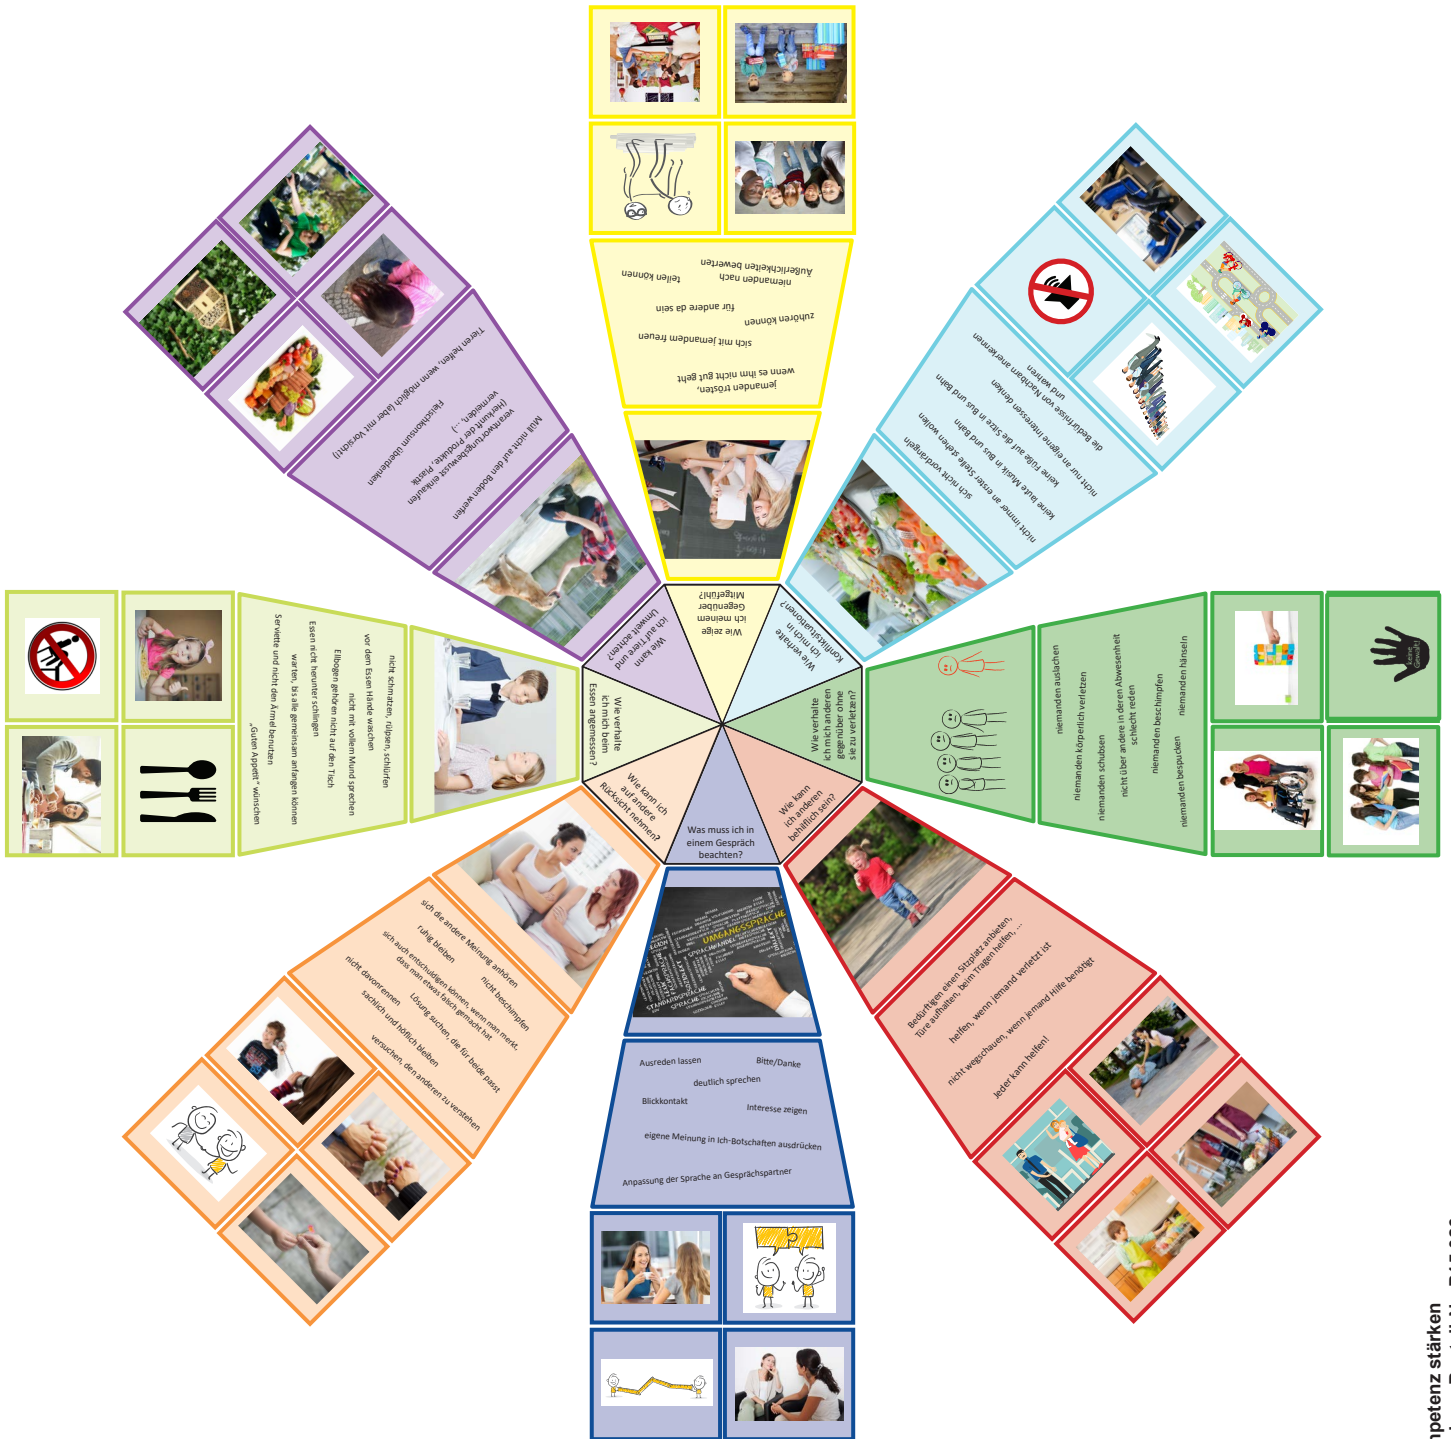 Wie zeige
ich meinem
Gegenüber
Mitgefühl?
jemanden trösten,
wenn es ihm nicht gut geht
sich mit jemandem freuen
zuhören können
für andere da sein
teilen können
niemanden nach
Äußerlichkeiten bewerten
Wie verhalte
ich mich in
Konfliktsituationen?
sich nicht vordrängeln
nicht immer an erster Stelle stehen wollen
keine laute Musik in Bus und Bahn
keine Füße auf die Sitze in Bus und Bahn
nicht nur an eigene Interessen denken
die Bedürfnisse von Nachbarn anerkennen
und wahren
Wie verhalte
ich mich anderen
gegenüber ohne
sie zu verletzen?
niemanden auslachen
niemanden körperlich verletzen
niemanden schubsen
nicht über andere in deren Abwesenheit
schlecht reden
niemanden beschimpfen
niemanden bespucken
niemanden hänseln
keine
Gewalt!
Wie kann
ich anderen
behilflich sein?
Bedürftigen einen Sitzplatz anbieten,
Türe aufhalten, beim Tragen helfen, ...
helfen, wenn jemand verletzt ist
nicht wegschauen, wenn jemand Hilfe benötigt
Jeder kann helfen!
Was muss ich in
einem Gespräch
beachten?
UMGANGSSPRACHE
STANDARDSPRACHE
Ausreden lassen
Bitte/Danke
deutlich sprechen
Blickkontakt
Interesse zeigen
eigene Meinung in Ich-Botschaften ausdrücken
Anpassung der Sprache an Gesprächspartner
Wie kann ich
auf andere
Rücksicht nehmen?
sich die andere Meinung anhören
ruhig bleiben
nicht beschimpfen
sich auch entschuldigen können, wenn man merkt,
dass man etwas falsch gemacht hat
nicht davonrennen
Lösung suchen, die für beide passt
sachlich und höflich bleiben
versuchen, den anderen zu verstehen
Wie verhalte
ich mich beim
Essen angemessen?
nicht schmatzen, rülpsen, schlürfen
vor dem Essen Hände waschen
nicht mit vollem Mund sprechen
Ellbogen gehören nicht auf den Tisch
Essen nicht herunter schlingen
warten, bis alle gemeinsam anfangen können
Serviette und nicht den Ärmel benutzen
„Guten Appetit“ wünschen
Wie kann
ich auf Tiere und
Umwelt achten?
Müll nicht auf den Boden werfen
verantwortungsbewusst einkaufen
(Herkunft der Produkte, Plastik
vermeiden, ...)
Fleischkonsum überdenken
Tieren helfen, wenn möglich (aber mit Vorsicht!)
petenz stärken